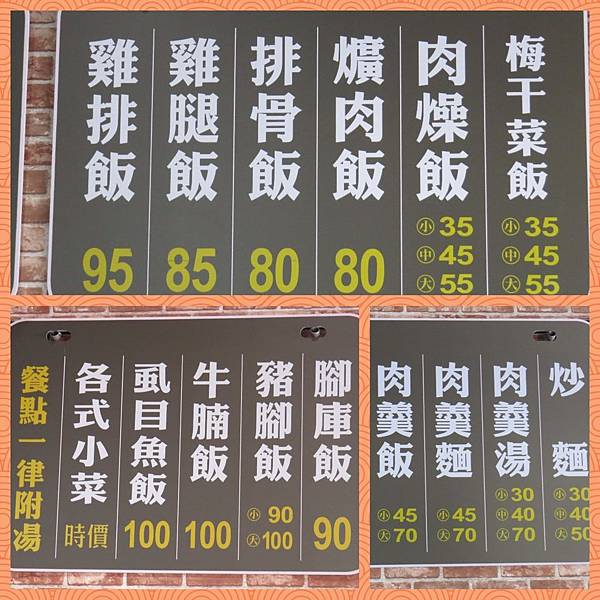 梅干菜飯
小35
中45
大55
肉燥飯
小35
中45
大55
爌肉飯
80
排骨飯
80
雞腿飯
85
雞排飯
95
腳庫飯
90
豬腳飯
小90
大100
牛腩飯
100
虱目魚飯
100
各式小菜
時價
餐點一律附湯
炒麵
小30
中40
大50
肉羹湯
小30
中40
大70
肉羹麵
小45
大70
肉羹飯
小45
大70